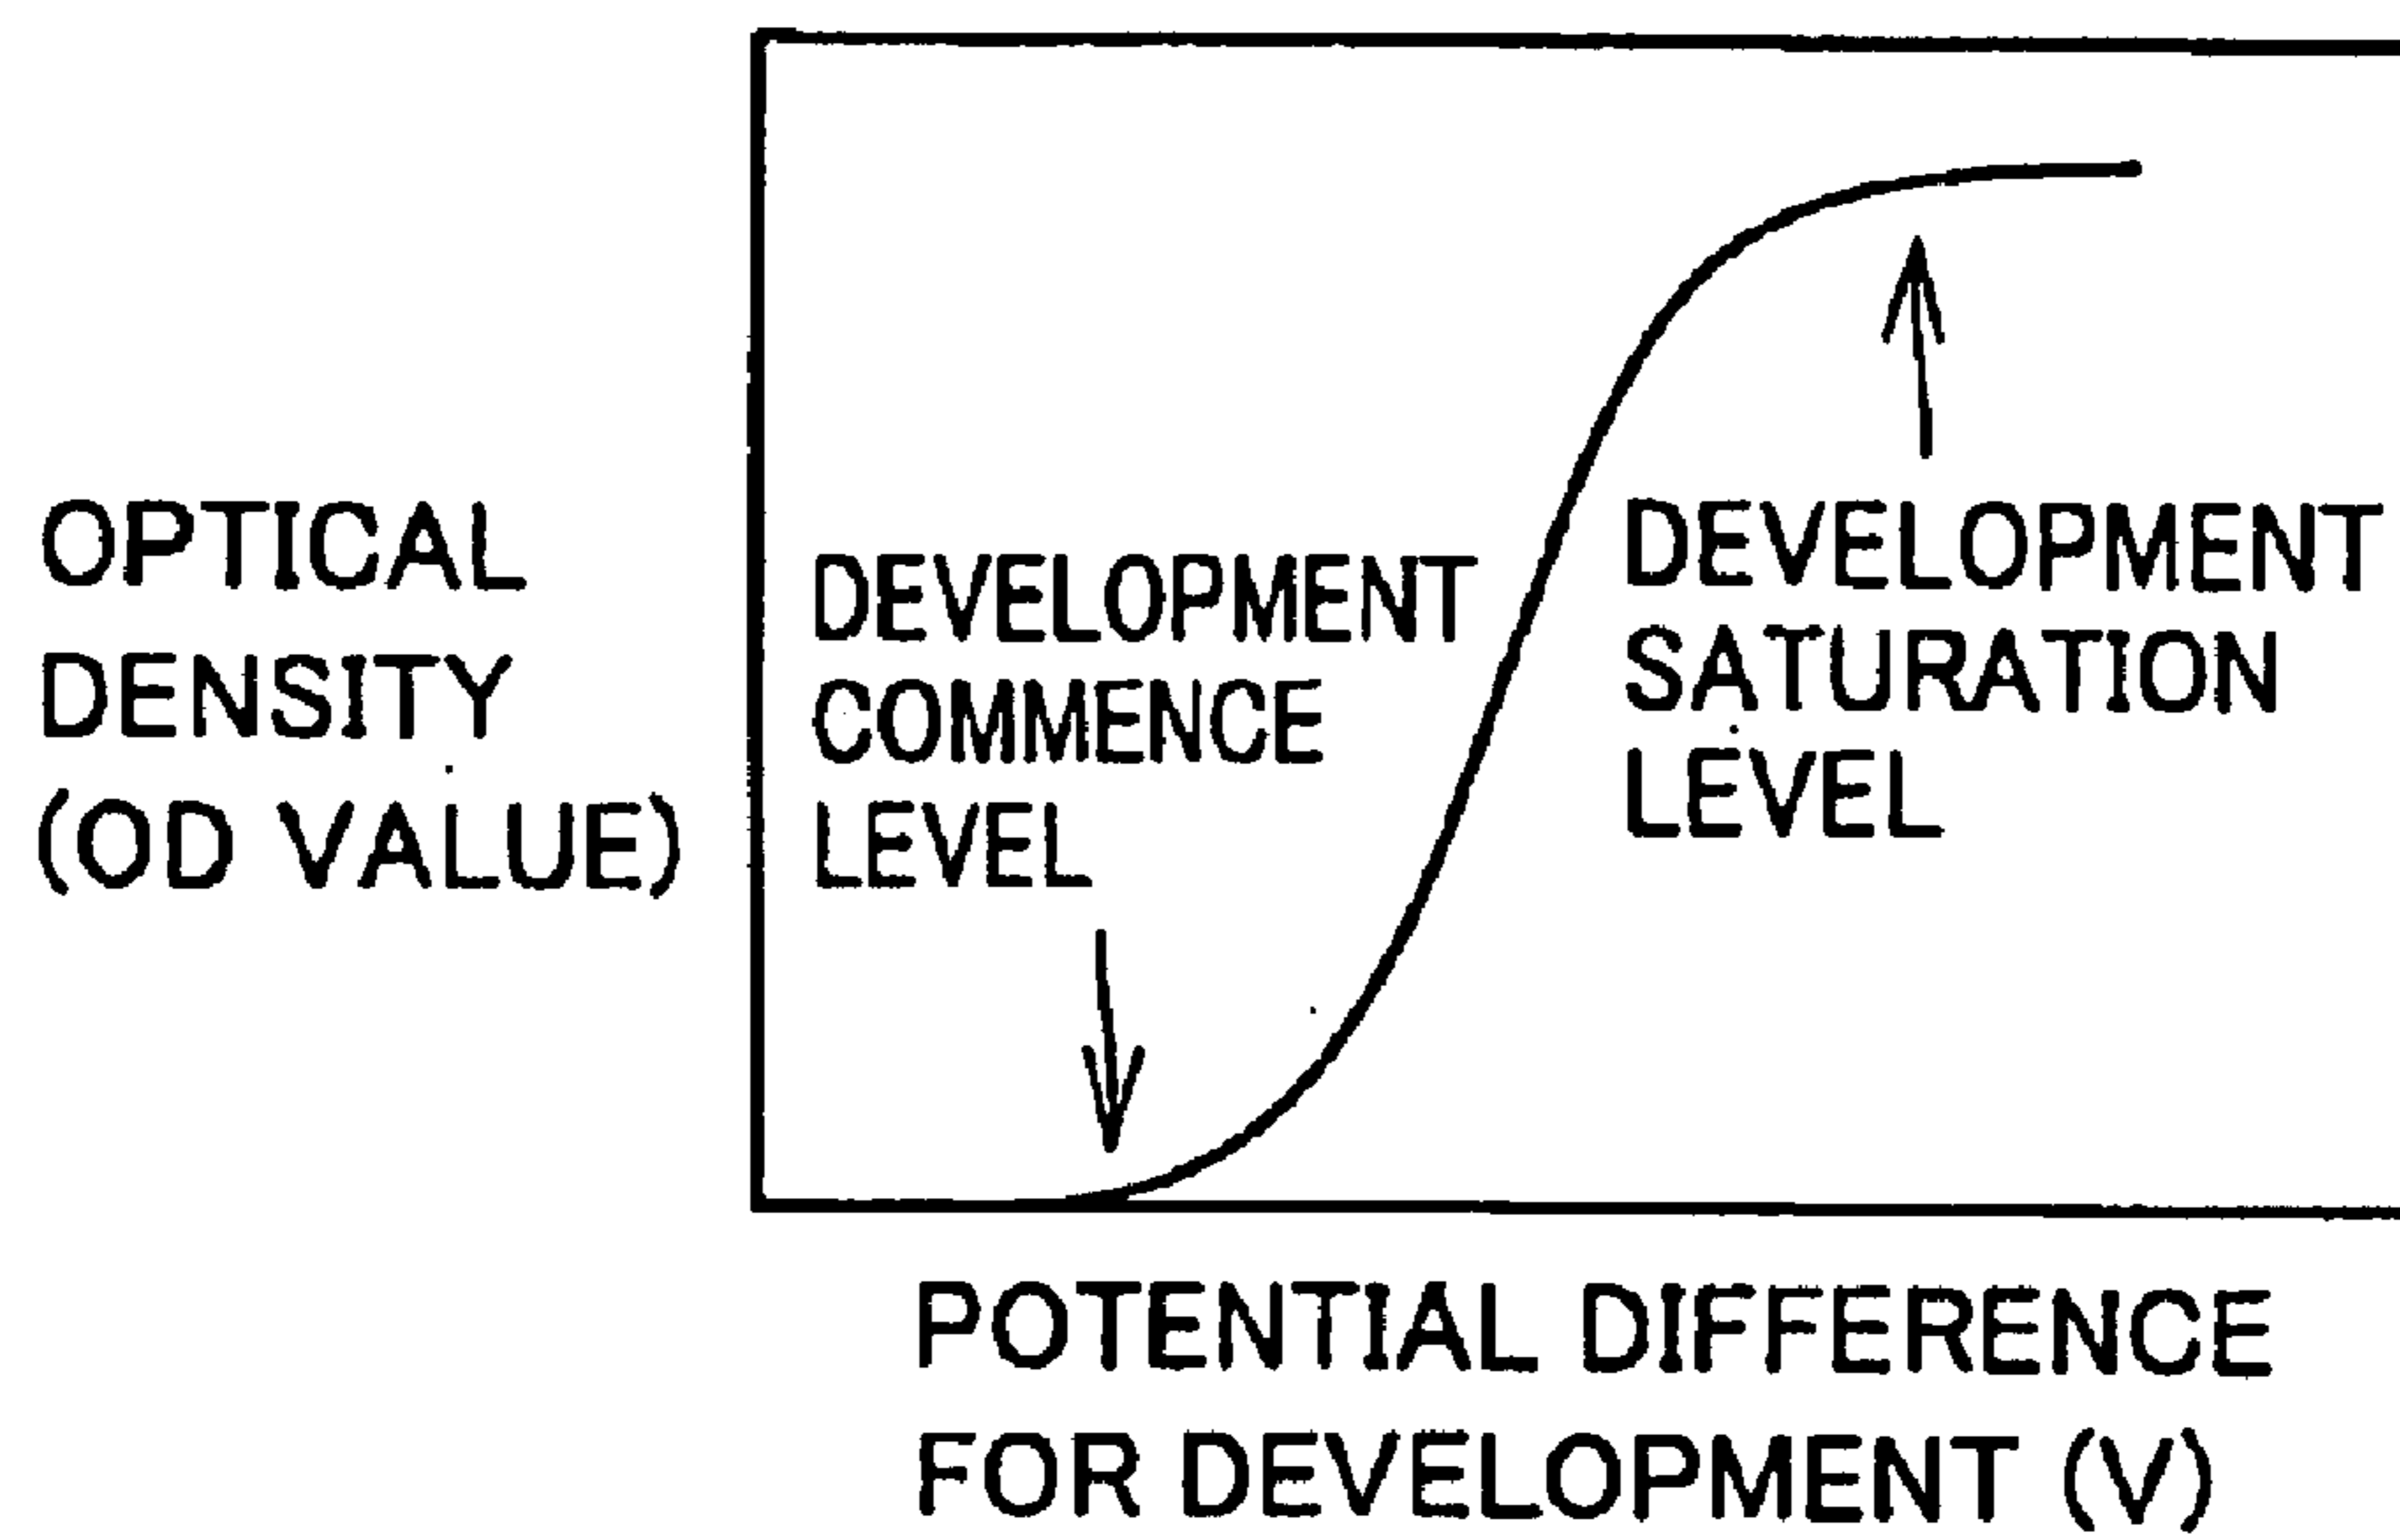 OPTICAL
DENSITY
(OD VALUE)
DEVELOPMENT
COMMENCE
LEVEL
DEVELOPMENT
SATURATION
LEVEL
POTENTIAL DIFFERENCE
FOR DEVELOPMENT (V)